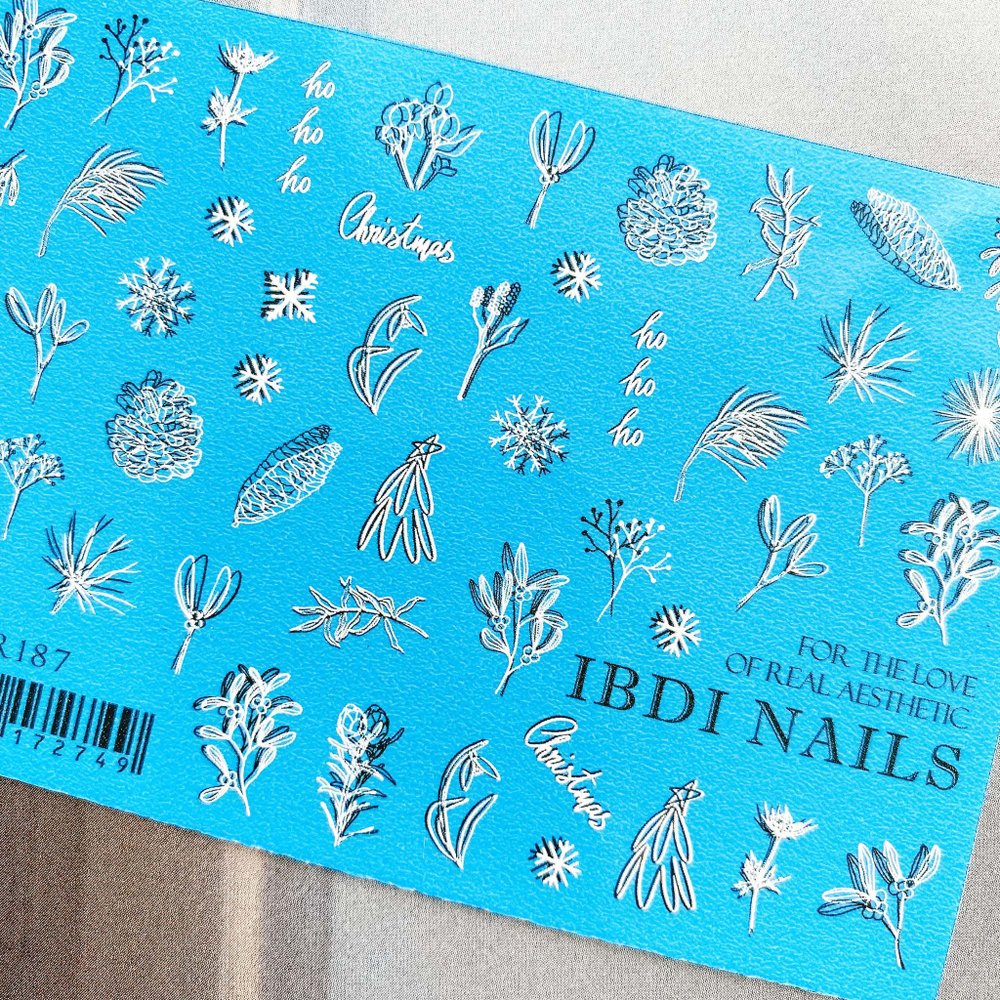 ho
ho
ho
Christmas
ho
ho
ho
R187
172749
FOR THE LOVE
OF REAL AESTHETIC
IBDI NAILS
Christmas